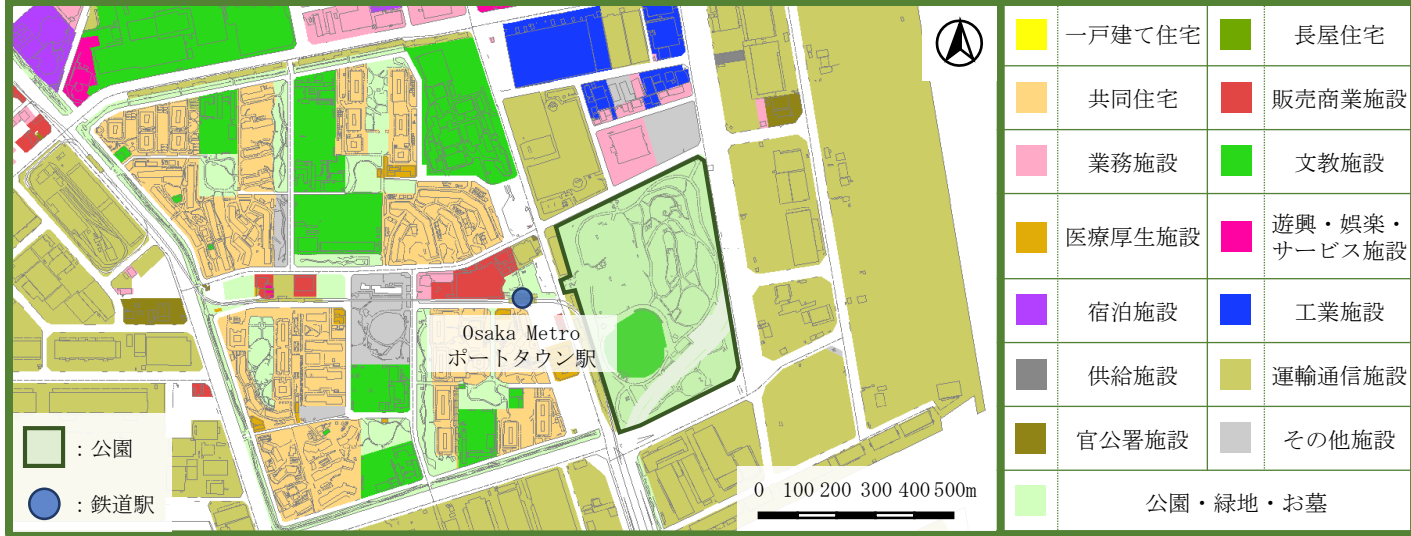 Osaka Metro
ポートタウン駅
：公園
：鉄道駅
0 100 200 300 400 500m
一戸建て住宅
長屋住宅
共同住宅
販売商業施設
業務施設
文教施設
医療厚生施設
遊興・娯楽・
サービス施設
宿泊施設
工業施設
供給施設
運輸通信施設
官公署施設
その他施設
公園・緑地・お墓